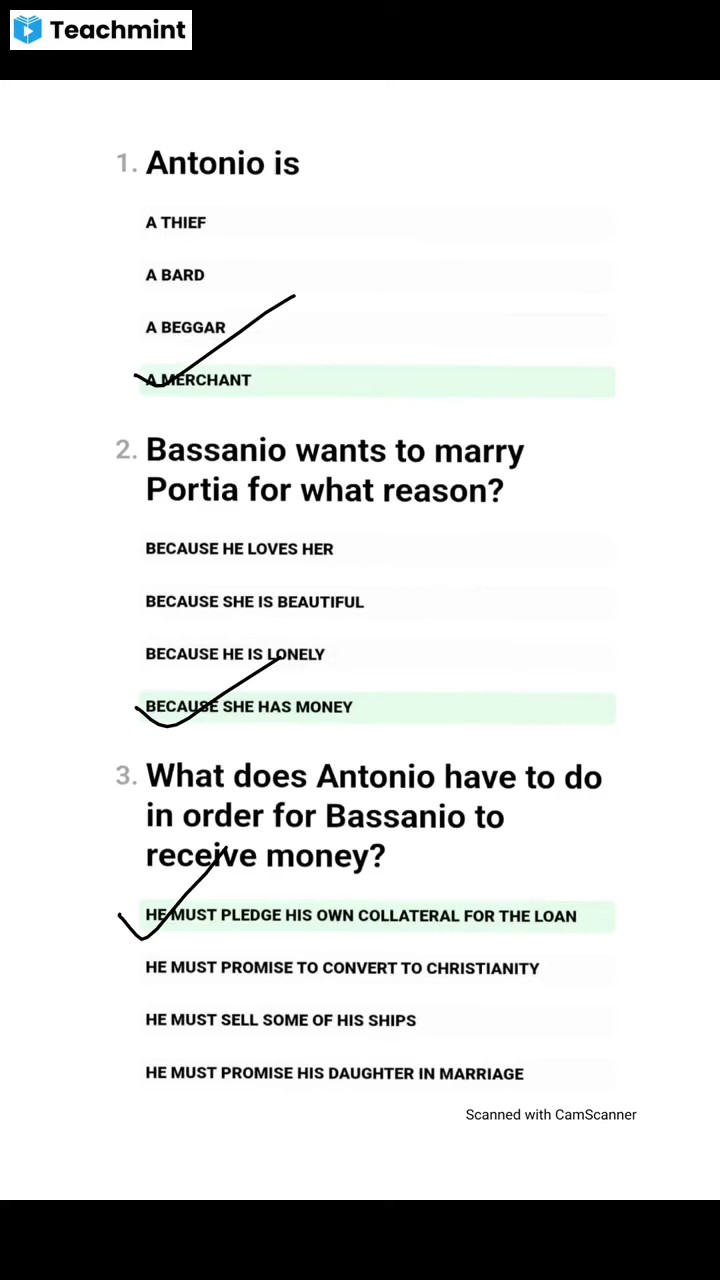 Teachmint
1. Antonio is
A THIEF
A BARD
A BEGGAR
A MERCHANT
2. Bassanio wants to marry
Portia for what reason?
BECAUSE HE LOVES HER
BECAUSE SHE IS BEAUTIFUL
BECAUSE HE IS LONELY
BECAUSE SHE HAS MONEY
3. What does Antonio have to do
in order for Bassanio to
receive money?
HE MUST PLEDGE HIS OWN COLLATERAL FOR THE LOAN
HE MUST PROMISE TO CONVERT TO CHRISTIANITY
HE MUST SELL SOME OF HIS SHIPS
HE MUST PROMISE HIS DAUGHTER IN MARRIAGE
Scanned with CamScanner